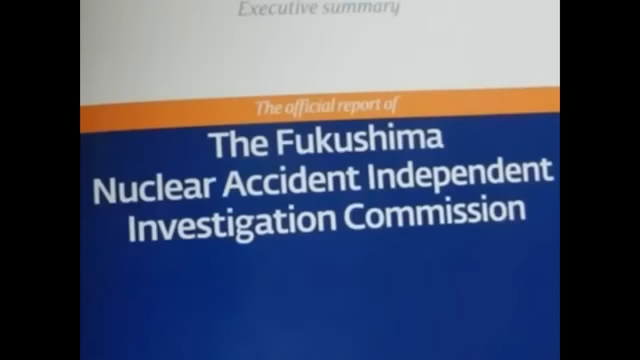 Executive summary
The official report of
The Fukushima
Nuclear Accident Independent
Investigation Commission